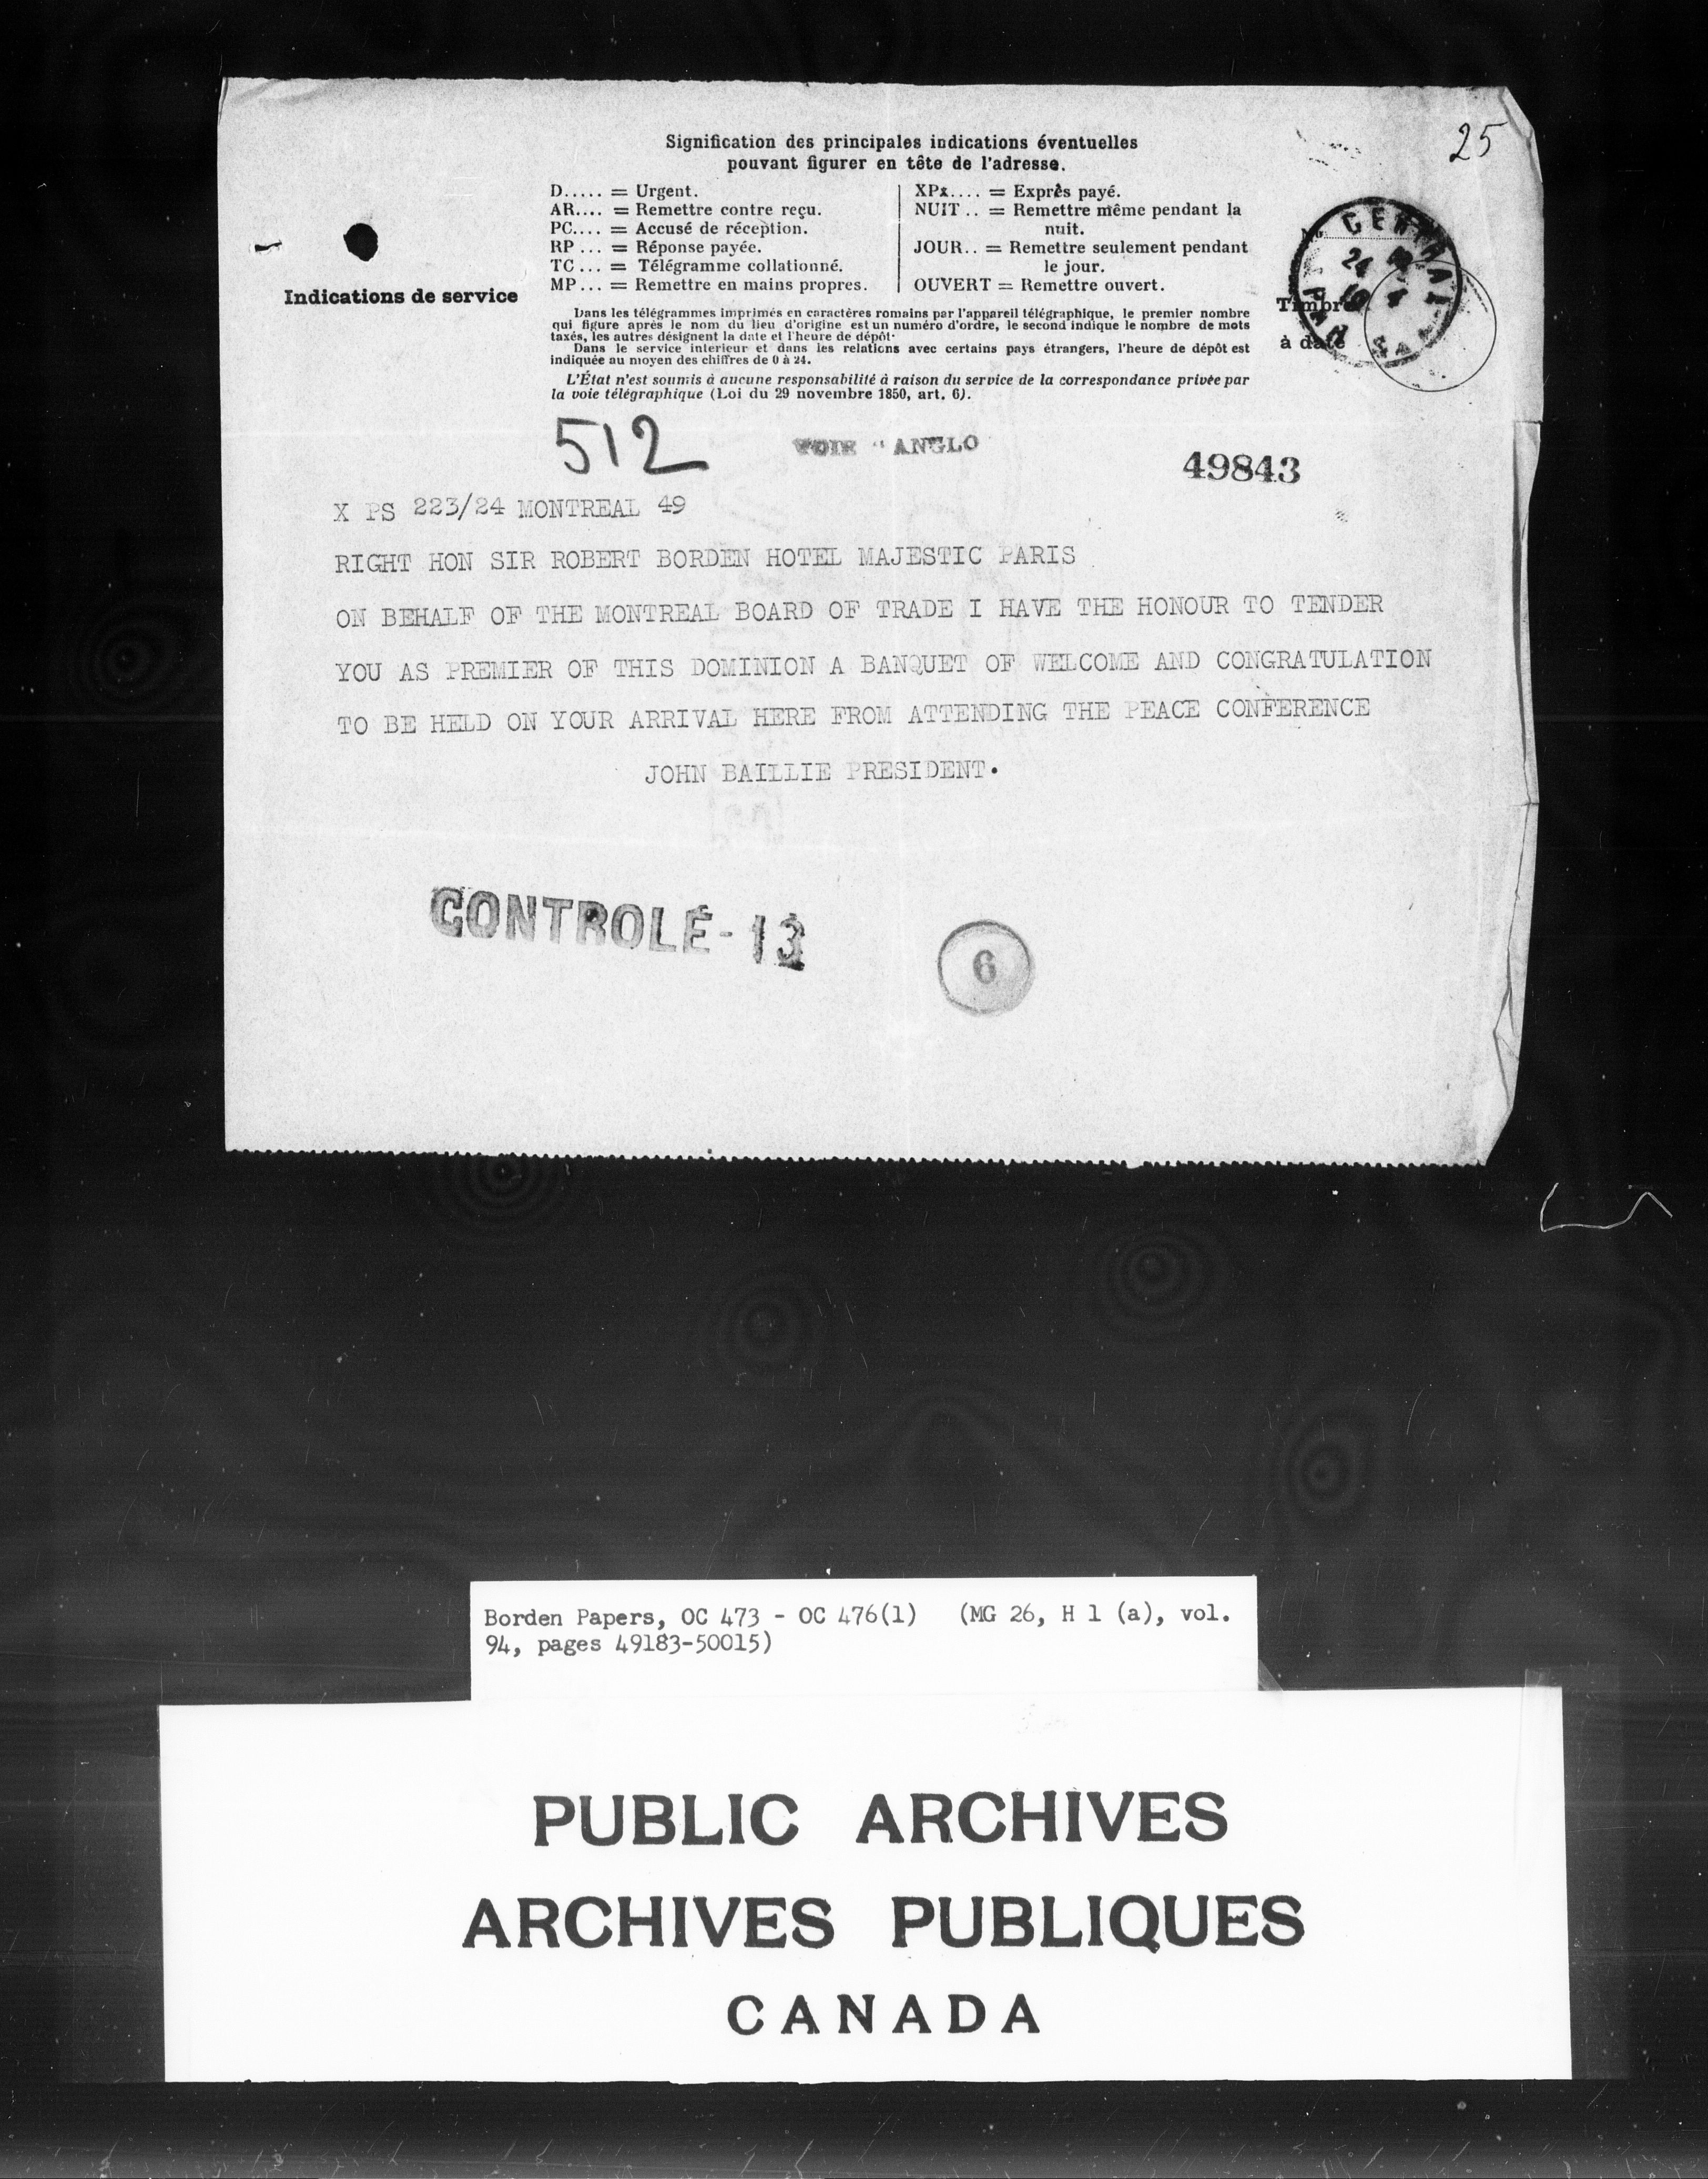 25
Signification des principales indications éventuelles
pouvant figurer en tête de l'adresse.
D..... = Urgent.
AR.... = Remettre contre reçu.
PC.... = Accusé de réception.
RP ... = Réponse payée.
TC ... = Télégramme collationné.
MP ... = Remettre en mains propres.
XPx.... = Exprès payé.
NUIT .. = Remettre même pendant la
nuit.
JOUR.. = Remettre seulement pendant
le jour.
OUVERT = Remettre ouvert.
Indications de service
Timbre
à date
CENTRAL
Dans les télégrammes imprimés en caractères romains par l'appareil télégraphique, le premier nombre
qui figure après le nom du lieu d'origine est un numéro d'ordre, le second indique le nombre de mots
taxés, les autres désignent la date et l'heure de dépôt.
Dans le service intérieur et dans les relations avec certains pays étrangers, l'heure de dépôt est
indiquée au moyen des chiffres de 0 à 24.
L'État n'est soumis à aucune responsabilité à raison du service de la correspondance privée par
la voie télégraphique (Loi du 29 novembre 1850, art. 6).
512
VOIE "ANGLO
49843
X PS 223/24 MONTREAL 49
RIGHT HON SIR ROBERT BORDEN HOTEL MAJESTIC PARIS
ON BEHALF OF THE MONTREAL BOARD OF TRADE I HAVE THE HONOUR TO TENDER
YOU AS PREMIER OF THIS DOMINION A BANQUET OF WELCOME AND CONGRATULATION
TO BE HELD ON YOUR ARRIVAL HERE FROM ATTENDING THE PEACE CONFERENCE
JOHN BAILLIE PRESIDENT.
CONTROLÉ-13
6
Borden Papers, OC 473 - OC 476(1) (MG 26, H 1 (a), vol.
94, pages 49183-50015)
PUBLIC ARCHIVES
ARCHIVES PUBLIQUES
CANADA